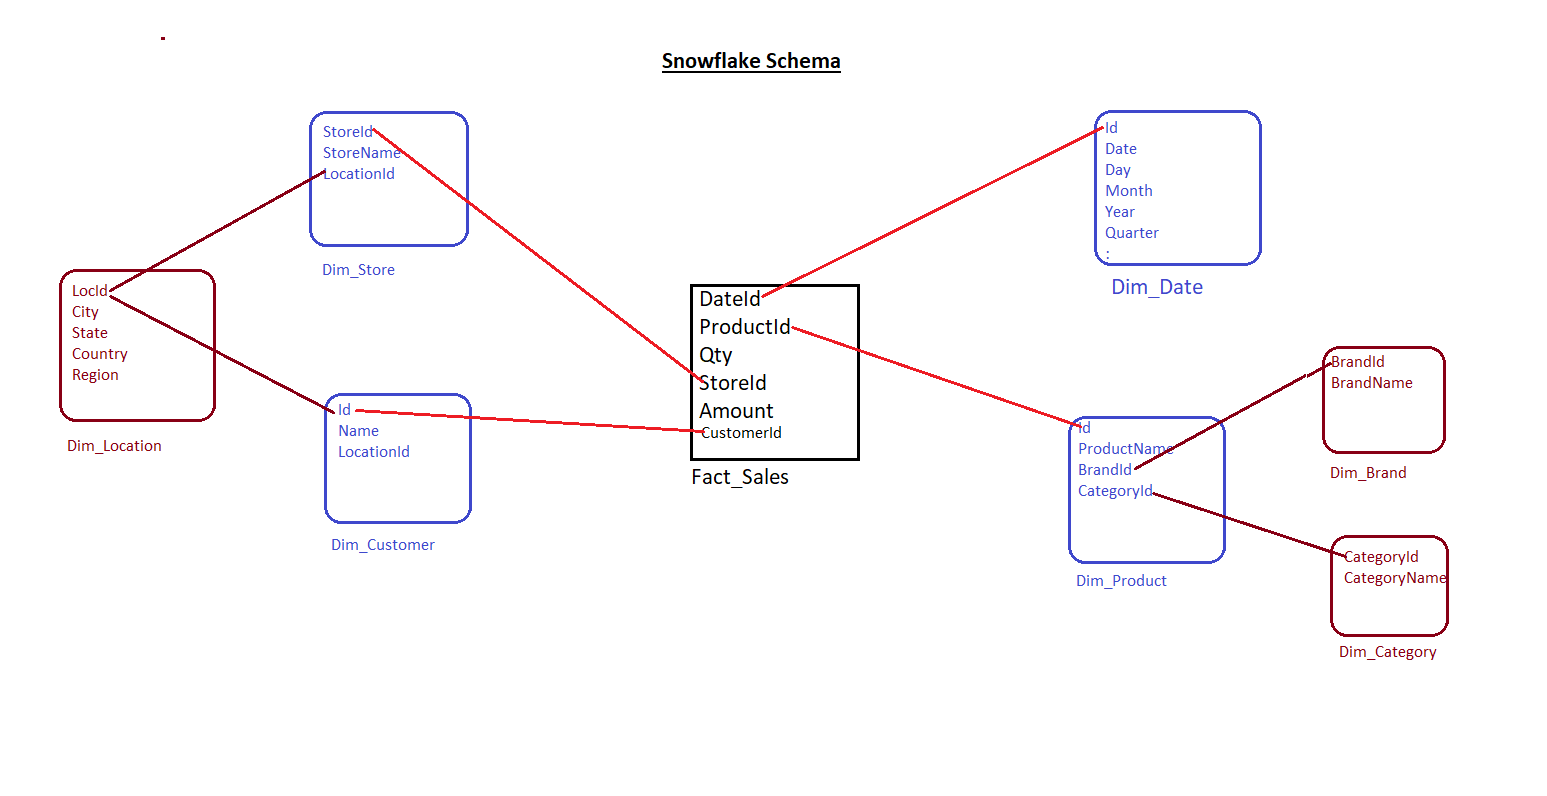 Snowflake Schema
StoreId
StoreName
LocationId
Dim_Store
Id
Date
Day
Month
Year
Quarter
:
Dim_Date
LocId
City
State
Country
Region
Dim_Location
Id
Name
LocationId
Dim_Customer
DateId
ProductId
Qty
StoreId
Amount
CustomerId
Fact_Sales
Id
ProductName
BrandId
CategoryId
Dim_Product
BrandId
BrandName
Dim_Brand
CategoryId
CategoryName
Dim_Category